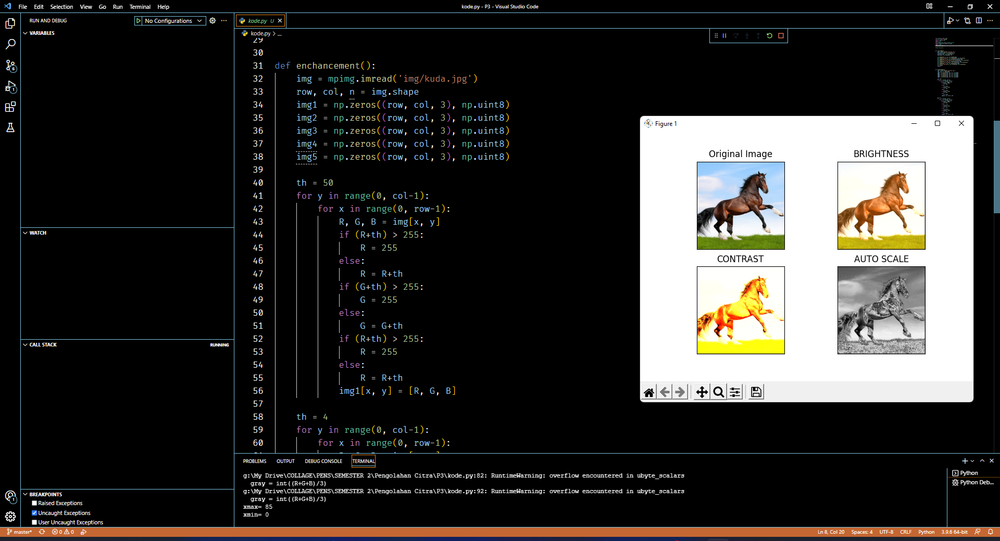 File Edit Selection View Go Run Terminal Help
kode.py - P3 - Visual Studio Code
RUN AND DEBUG
No Configurations
VARIABLES
WATCH
CALL STACK
RUNNING
BREAKPOINTS
Raised Exceptions
Uncaught Exceptions
User Uncaught Exceptions
6
1
1
kode.py U
kode.py > ...
29
30
31 def enchancement():
32 img = mpimg.imread('img/kuda.jpg')
33 row, col, n = img.shape
34 img1 = np.zeros((row, col, 3), np.uint8)
35 img2 = np.zeros((row, col, 3), np.uint8)
36 img3 = np.zeros((row, col, 3), np.uint8)
37 img4 = np.zeros((row, col, 3), np.uint8)
38 img5 = np.zeros((row, col, 3), np.uint8)
39
40 th = 50
41 for y in range(0, col-1):
42 for x in range(0, row-1):
43 R, G, B = img[x, y]
44 if (R+th) > 255:
45 R = 255
46 else:
47 R = R+th
48 if (G+th) > 255:
49 G = 255
50 else:
51 G = G+th
52 if (R+th) > 255:
53 R = 255
54 else:
55 R = R+th
56 img1[x, y] = [R, G, B]
57
58 th = 4
59 for y in range(0, col-1):
60 for x in range(0, row-1):
Figure 1
Original Image
BRIGHTNESS
CONTRAST
AUTO SCALE
PROBLEMS OUTPUT DEBUG CONSOLE TERMINAL
g:\My Drive\COLLAGE\PENS\SEMESTER 2\Pengolahan Citra\P3\kode.py:82: RuntimeWarning: overflow encountered in ubyte_scalars
gray = int((R+G+B)/3)
g:\My Drive\COLLAGE\PENS\SEMESTER 2\Pengolahan Citra\P3\kode.py:92: RuntimeWarning: overflow encountered in ubyte_scalars
gray = int((R+G+B)/3)
xmax= 85
xmin= 0
Python
Python Deb...
master* 0 0
Ln 8, Col 20 Spaces: 4 UTF-8 CRLF Python 3.9.6 64-bit